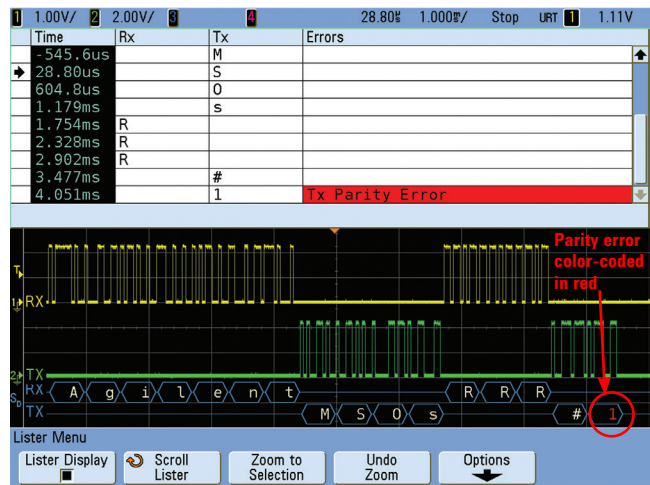 1 1.00V/ 2 2.00V/ 3 4 28.80㎲ 1.000㎳/ Stop URT 1 1.11V
Time Rx Tx Errors
-545.6us M
28.80us S
604.8us O
1.179ms s
1.754ms R
2.328ms R
2.902ms R
3.477ms #
4.051ms 1 Tx Parity Error
Parity error
color-coded
in red
T
1 RX
2 TX
RX A g i l e n t R R R
S D
TX M S O s # 1
Lister Menu
Lister Display Scroll Lister Zoom to Selection Undo Zoom Options